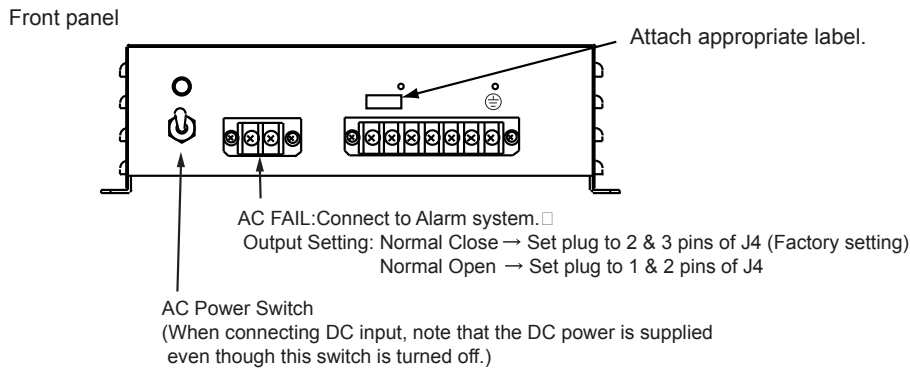 Front panel
Attach appropriate label.
AC FAIL:Connect to Alarm system.□
Output Setting: Normal Close → Set plug to 2 & 3 pins of J4 (Factory setting)
Normal Open → Set plug to 1 & 2 pins of J4
AC Power Switch
(When connecting DC input, note that the DC power is supplied
even though this switch is turned off.)